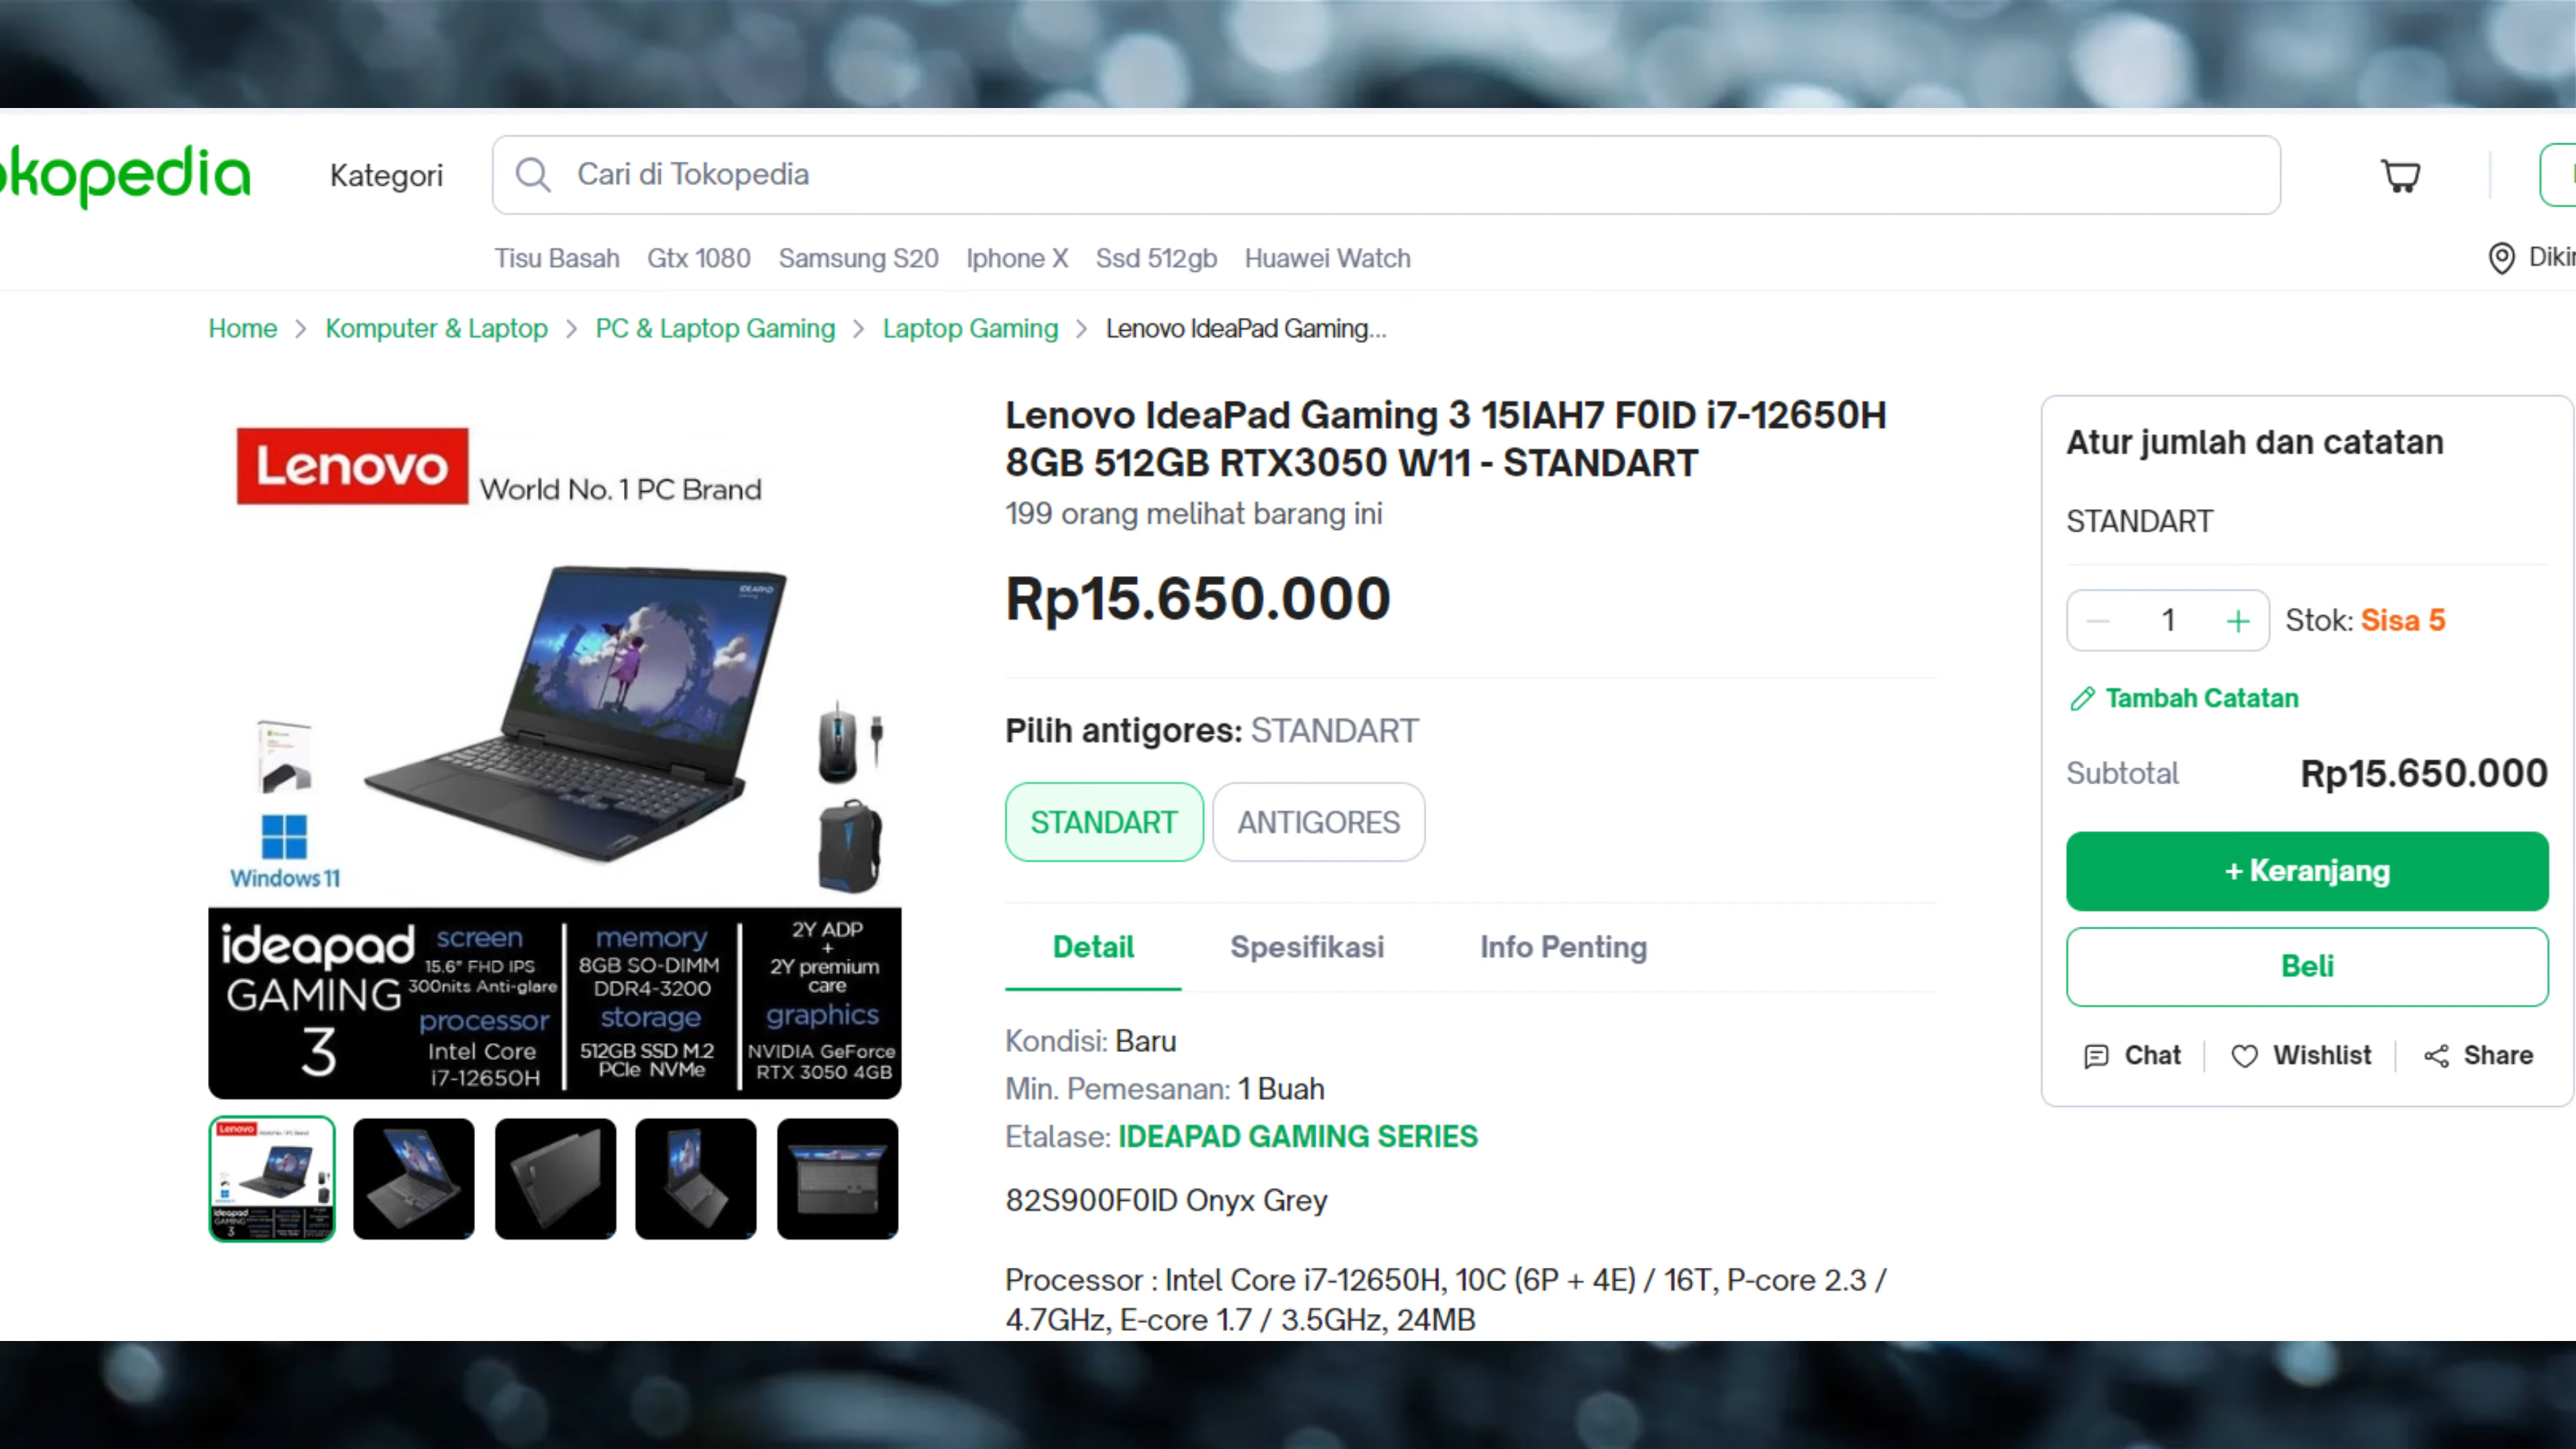 okopedia
Kategori
Cari di Tokopedia
Tisu Basah Gtx 1080 Samsung S20 Iphone X Ssd 512gb Huawei Watch
Home > Komputer & Laptop > PC & Laptop Gaming > Laptop Gaming > Lenovo IdeaPad Gaming...
Lenovo
World No. 1 PC Brand
IDEAPAD
Windows 11
ideapad
GAMING
3
screen
15.6" FHD IPS
300nits Anti-glare
processor
Intel Core
i7-12650H
memory
8GB SO-DIMM
DDR4-3200
storage
512GB SSD M.2
PCIe NVMe
2Y ADP
+
2Y premium
care
graphics
NVIDIA GeForce
RTX 3050 4GB
Lenovo IdeaPad Gaming 3 15IAH7 F0ID i7-12650H
8GB 512GB RTX3050 W11 - STANDART
199 orang melihat barang ini
Rp15.650.000
Pilih antigores: STANDART
STANDART
ANTIGORES
Detail
Spesifikasi
Info Penting
Kondisi: Baru
Min. Pemesanan: 1 Buah
Etalase: IDEAPAD GAMING SERIES
82S900F0ID Onyx Grey
Processor : Intel Core i7-12650H, 10C (6P + 4E) / 16T, P-core 2.3 /
4.7GHz, E-core 1.7 / 3.5GHz, 24MB
Atur jumlah dan catatan
STANDART
1
Stok: Sisa 5
Tambah Catatan
Subtotal
Rp15.650.000
+ Keranjang
Beli
Chat
Wishlist
Share